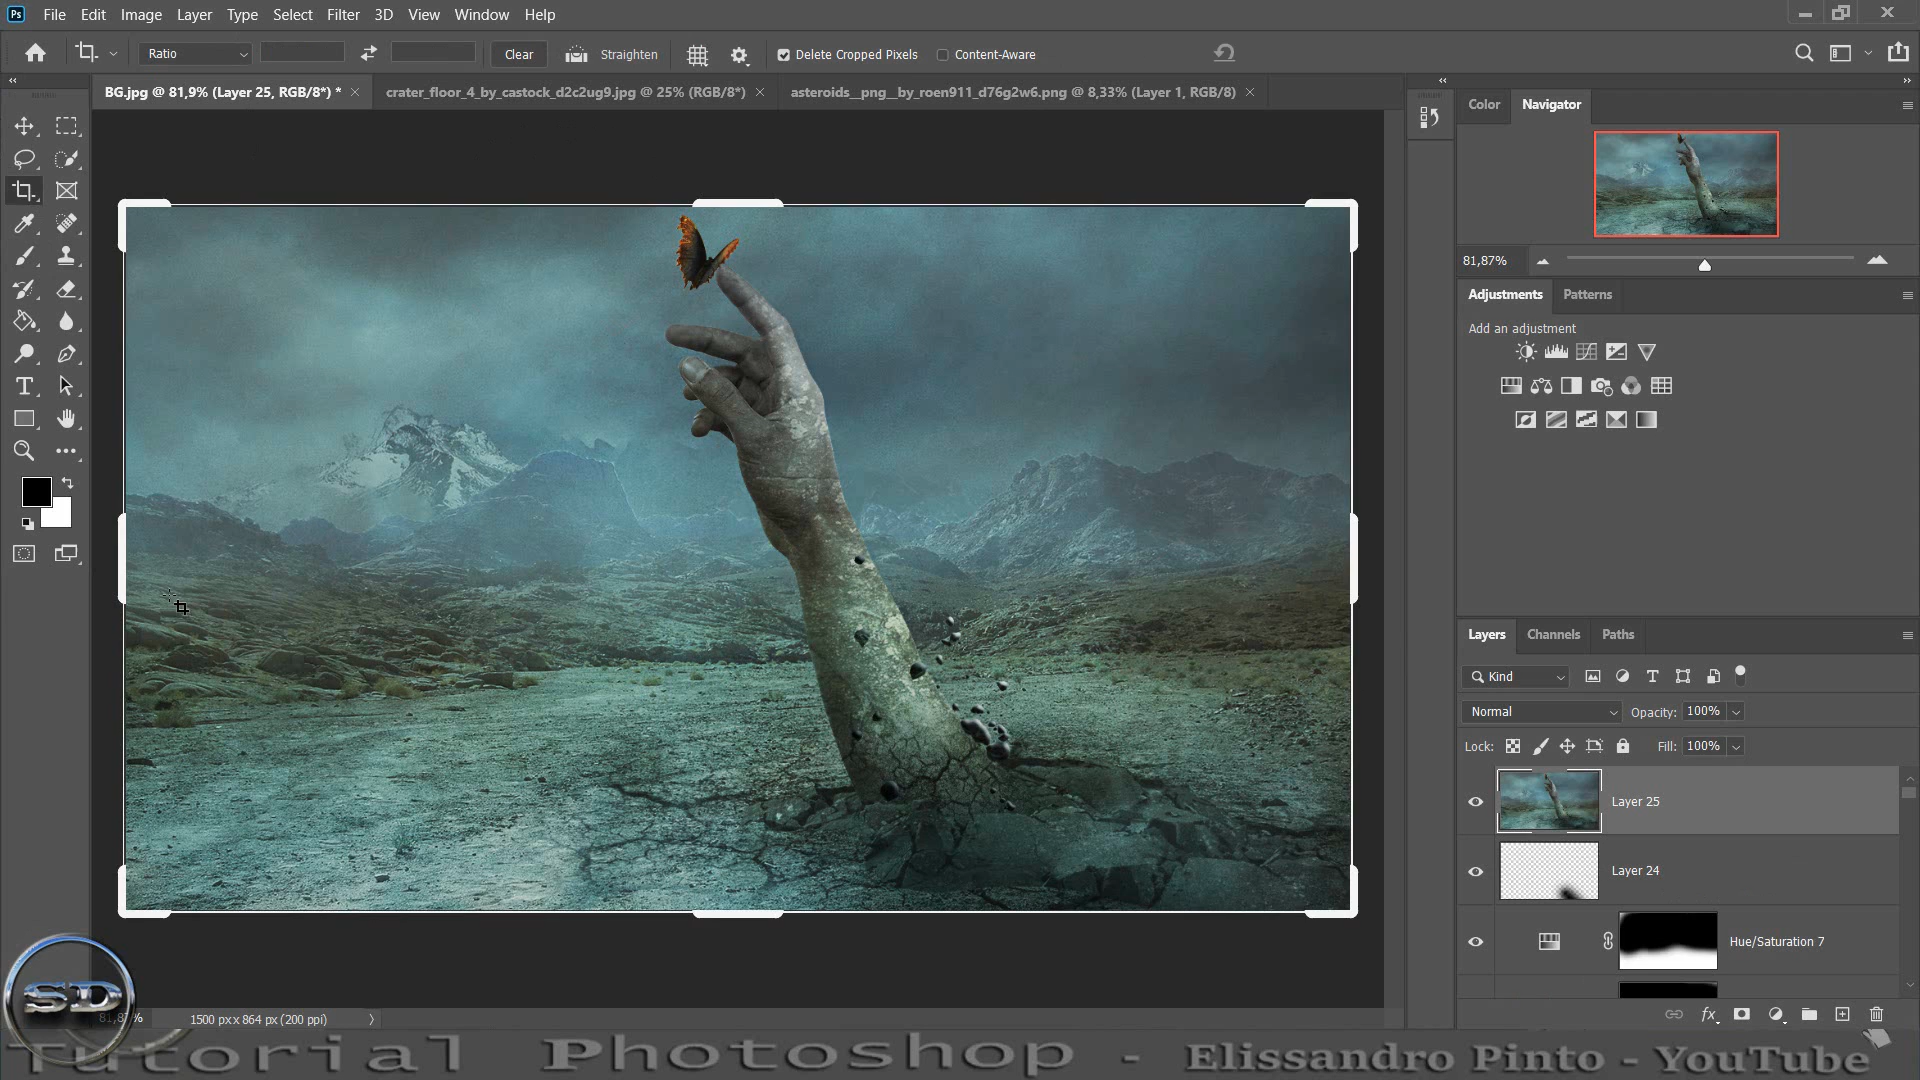 Ps File Edit Image Layer Type Select Filter 3D View Window Help
Ratio Clear Straighten Delete Cropped Pixels Content-Aware
BG.jpg @ 81,9% (Layer 25, RGB/8*) * crater_floor_4_by_castock_d2c2ug9.jpg @ 25% (RGB/8*) asteroids__png__by_roen911_d76g2w6.png @ 8,33% (Layer 1, RGB/8)
Color Navigator
81,87%
Adjustments Patterns
Add an adjustment
Layers Channels Paths
Kind
Normal Opacity: 100%
Lock: Fill: 100%
Layer 25
Layer 24
Hue/Saturation 7
fx
SD
81,87% 1500 px x 864 px (200 ppi)
Tutorial Photoshop - Elissandro Pinto - YouTube